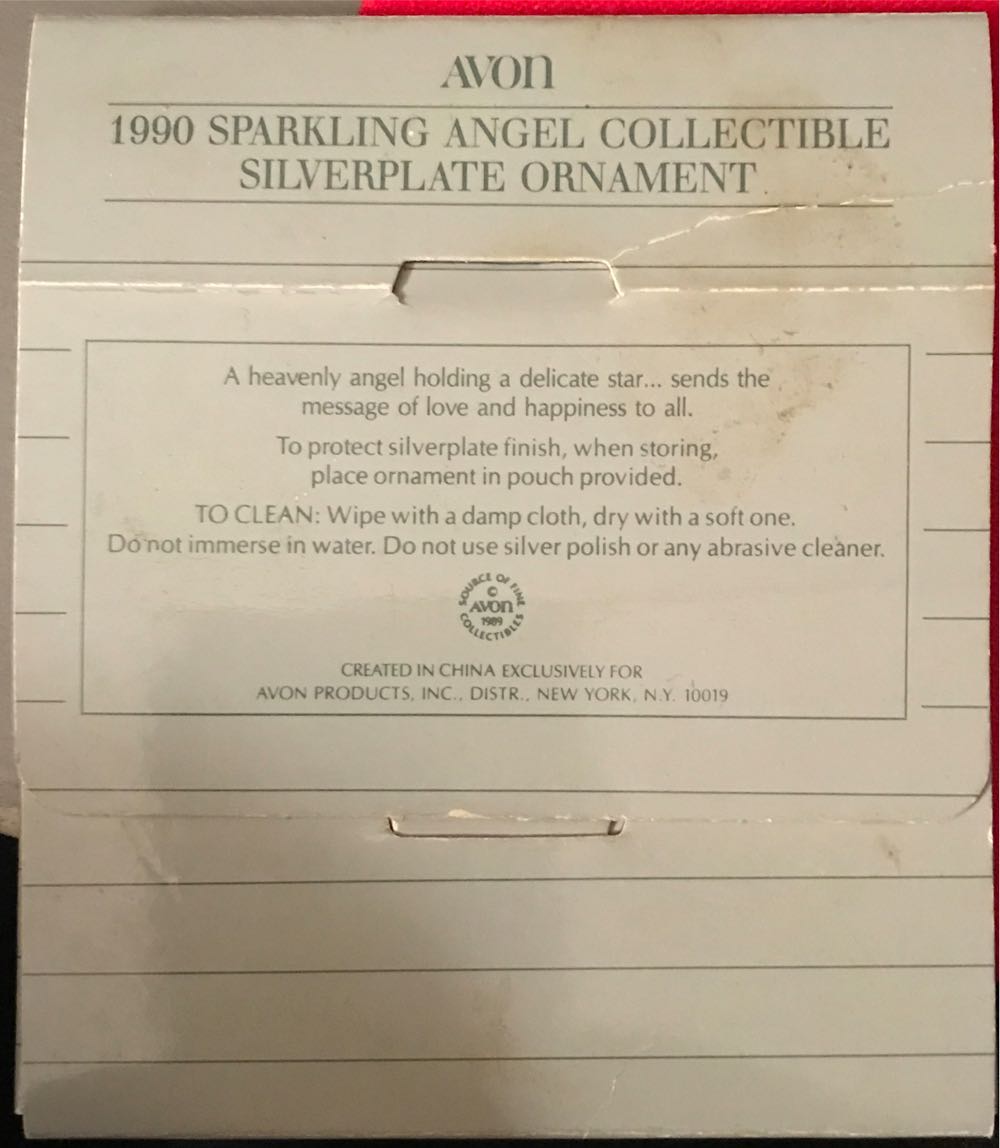 AVON
1990 SPARKLING ANGEL COLLECTIBLE
SILVERPLATE ORNAMENT
A heavenly angel holding a delicate star... sends the
message of love and happiness to all.
To protect silverplate finish, when storing,
place ornament in pouch provided.
TO CLEAN: Wipe with a damp cloth, dry with a soft one.
Do not immerse in water. Do not use silver polish or any abrasive cleaner.
SOURCE OF FINE
©
AVON
1989
COLLECTIBLES
CREATED IN CHINA EXCLUSIVELY FOR
AVON PRODUCTS, INC., DISTR., NEW YORK, N.Y. 10019